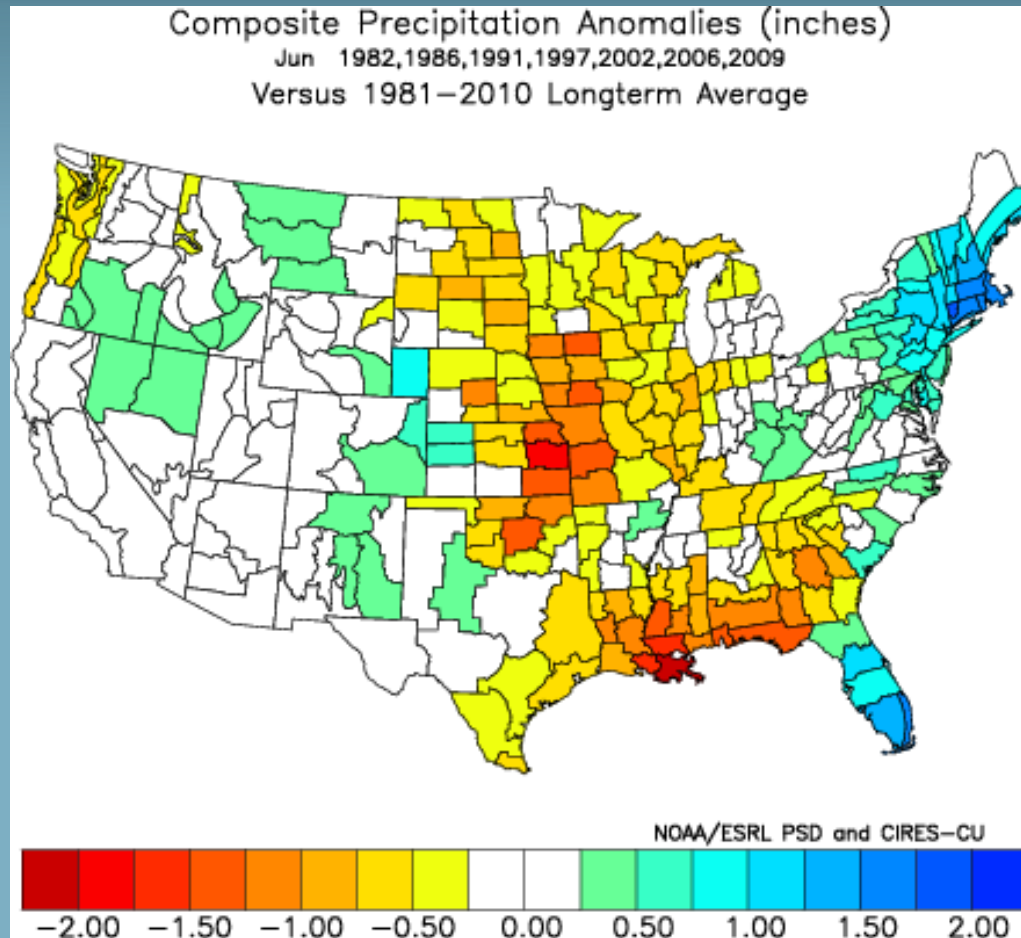 Composite Precipitation Anomalies (inches)
Jun 1982,1986,1991,1997,2002,2006,2009
Versus 1981-2010 Longterm Average
NOAA/ESRL PSD and CIRES-CU
-2.00 -1.50 -1.00 -0.50 0.00 0.50 1.00 1.50 2.00